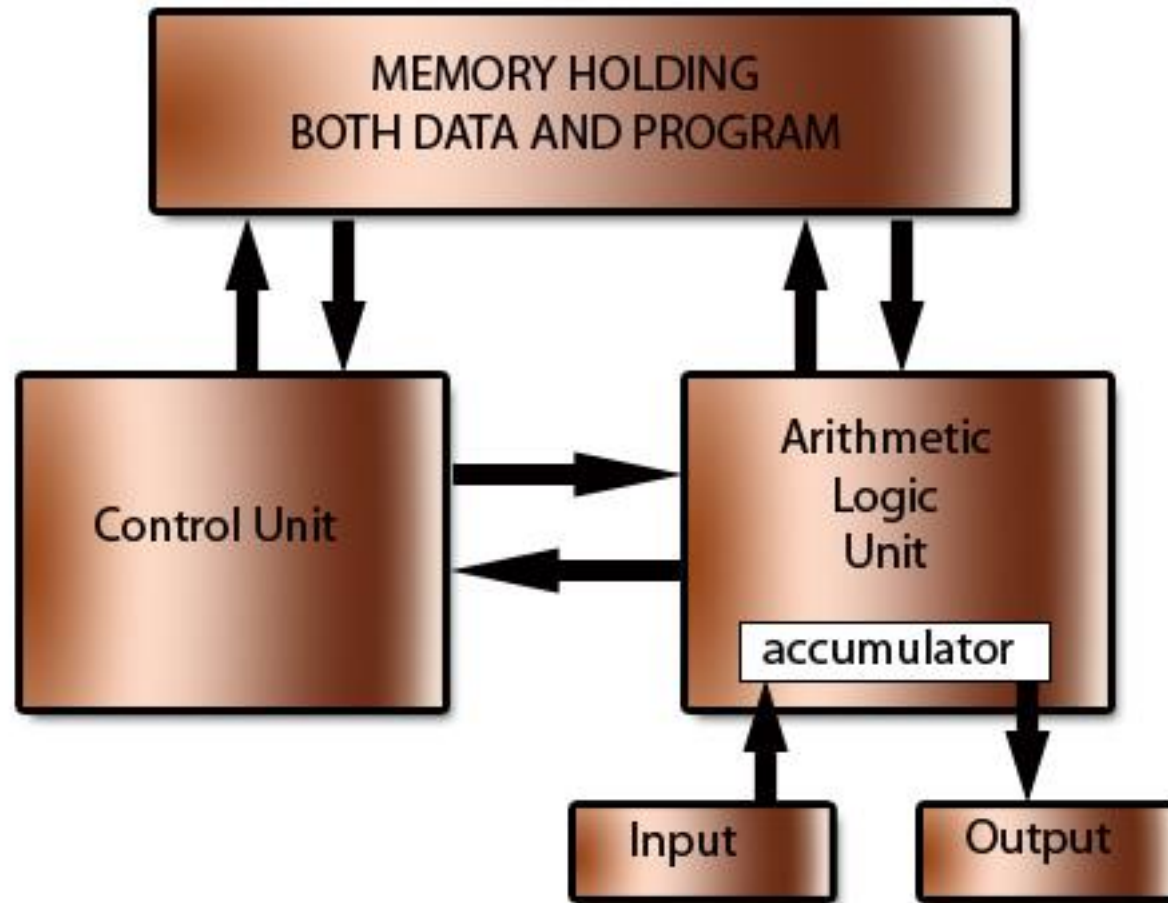 MEMORY HOLDING
BOTH DATA AND PROGRAM
Control Unit
Arithmetic
Logic
Unit
accumulator
Input
Output